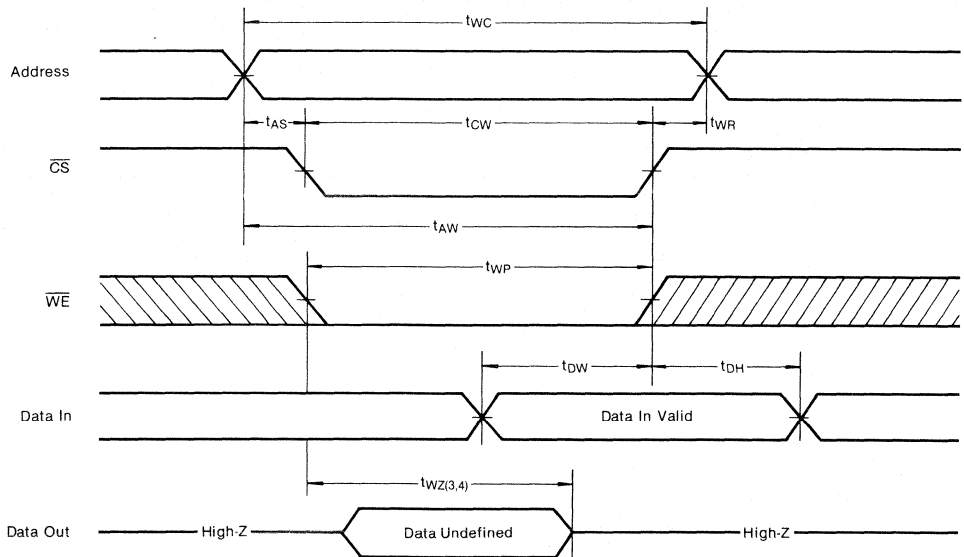 tWC
Address
tAS
tCW
tWR
CS
tAW
tWP
WE
tDW
tDH
Data In
Data In Valid
tWZ(3,4)
Data Out
High-Z
Data Undefined
High-Z